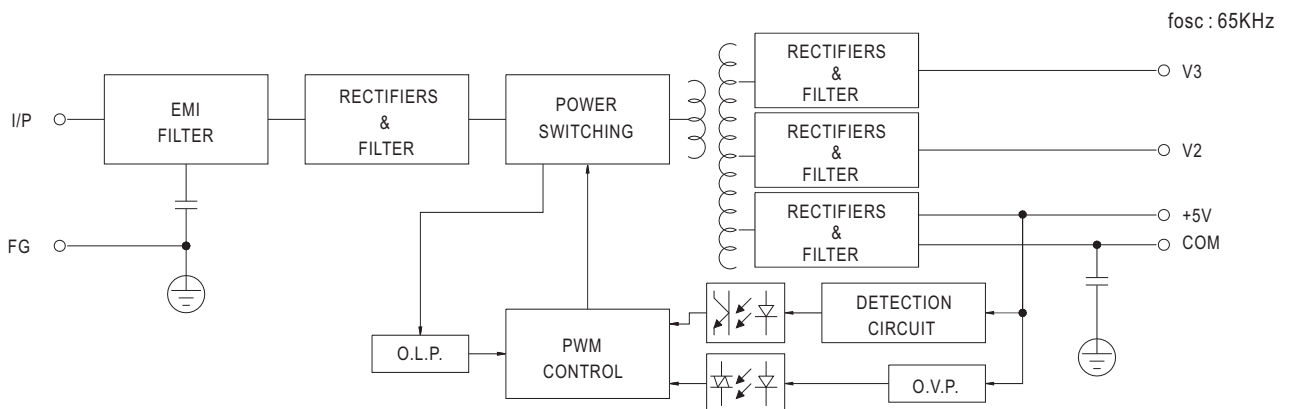 fosc : 65KHz
I/P
EMI
FILTER
RECTIFIERS
&
FILTER
POWER
SWITCHING
RECTIFIERS
&
FILTER
V3
RECTIFIERS
&
FILTER
V2
RECTIFIERS
&
FILTER
+5V
COM
FG
O.L.P.
PWM
CONTROL
DETECTION
CIRCUIT
O.V.P.